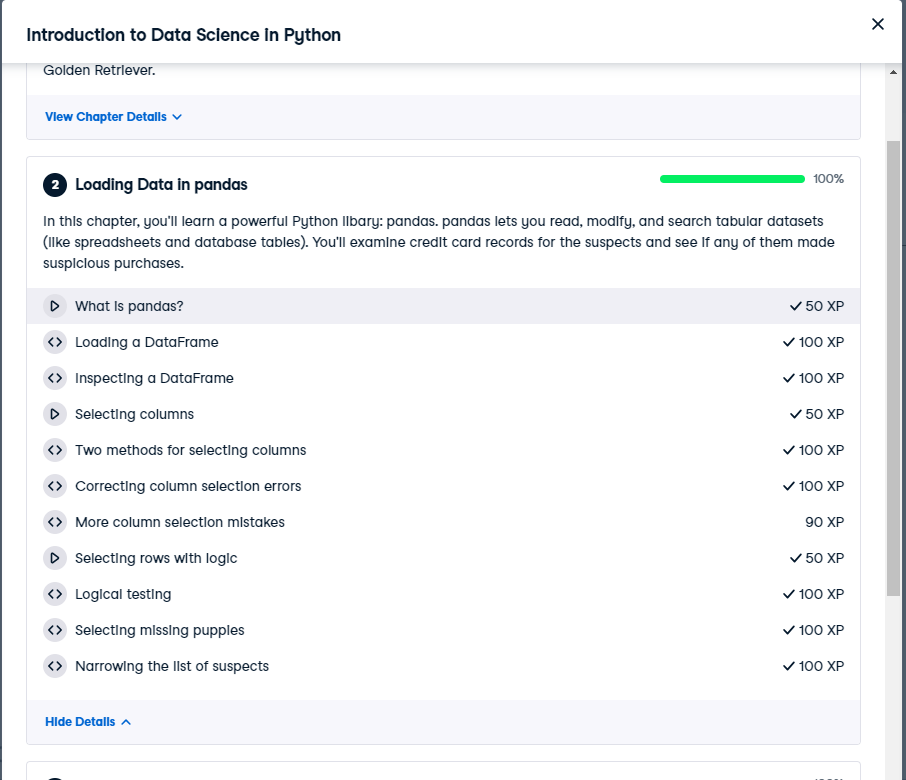 Introduction to Data Science in Python
Golden Retriever.
View Chapter Details
2 Loading Data in pandas 100%
In this chapter, you'll learn a powerful Python libary: pandas. pandas lets you read, modify, and search tabular datasets
(like spreadsheets and database tables). You'll examine credit card records for the suspects and see if any of them made
suspicious purchases.
What is pandas? 50 XP
Loading a DataFrame 100 XP
Inspecting a DataFrame 100 XP
Selecting columns 50 XP
Two methods for selecting columns 100 XP
Correcting column selection errors 100 XP
More column selection mistakes 90 XP
Selecting rows with logic 50 XP
Logical testing 100 XP
Selecting missing puppies 100 XP
Narrowing the list of suspects 100 XP
Hide Details